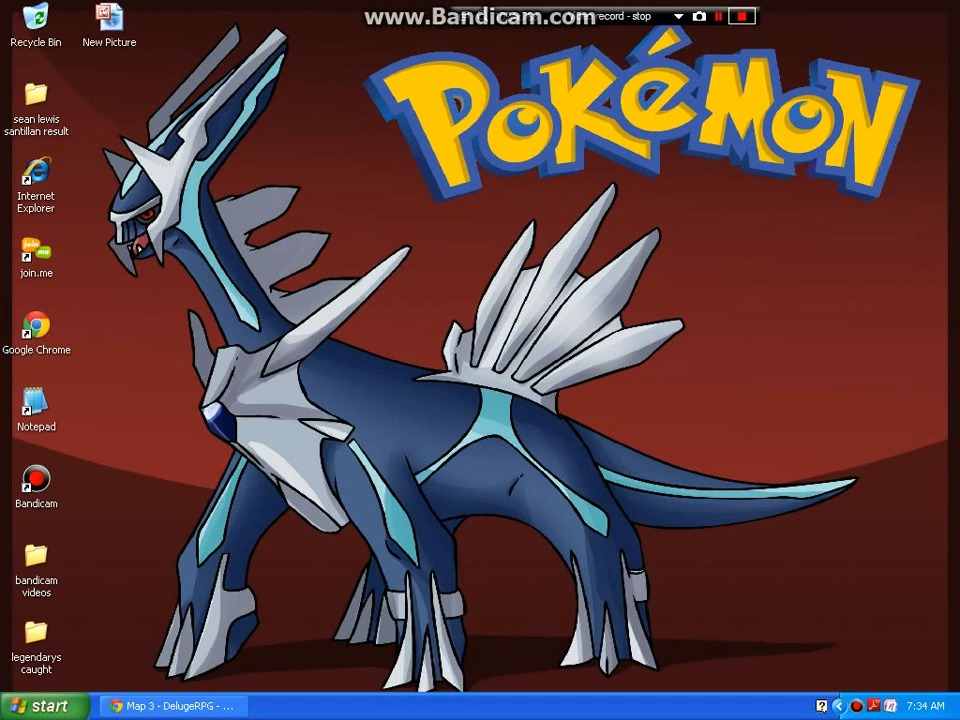 www.Bandicam.com
record - stop
Recycle Bin
New Picture
POKéMON
sean lewis
santillan result
Internet
Explorer
join
me
join.me
Google Chrome
Notepad
Bandicam
bandicam
videos
legendarys
caught
start
Map 3 - DelugeRPG - ...
7:34 AM